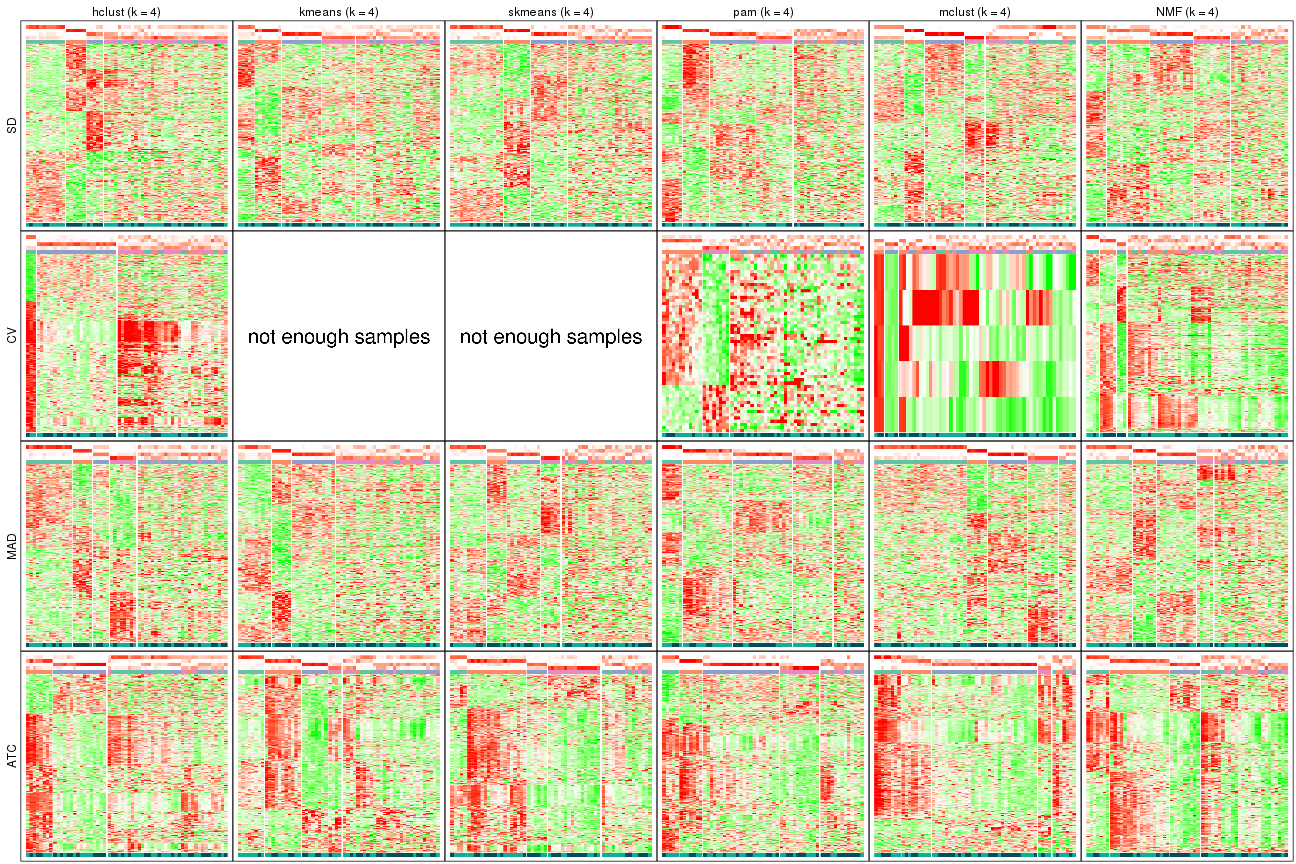 hclust (k = 4) kmeans (k = 4) skmeans (k = 4) pam (k = 4) mclust (k = 4) NMF (k = 4)
SD
CV
not enough samples not enough samples
MAD
ATC